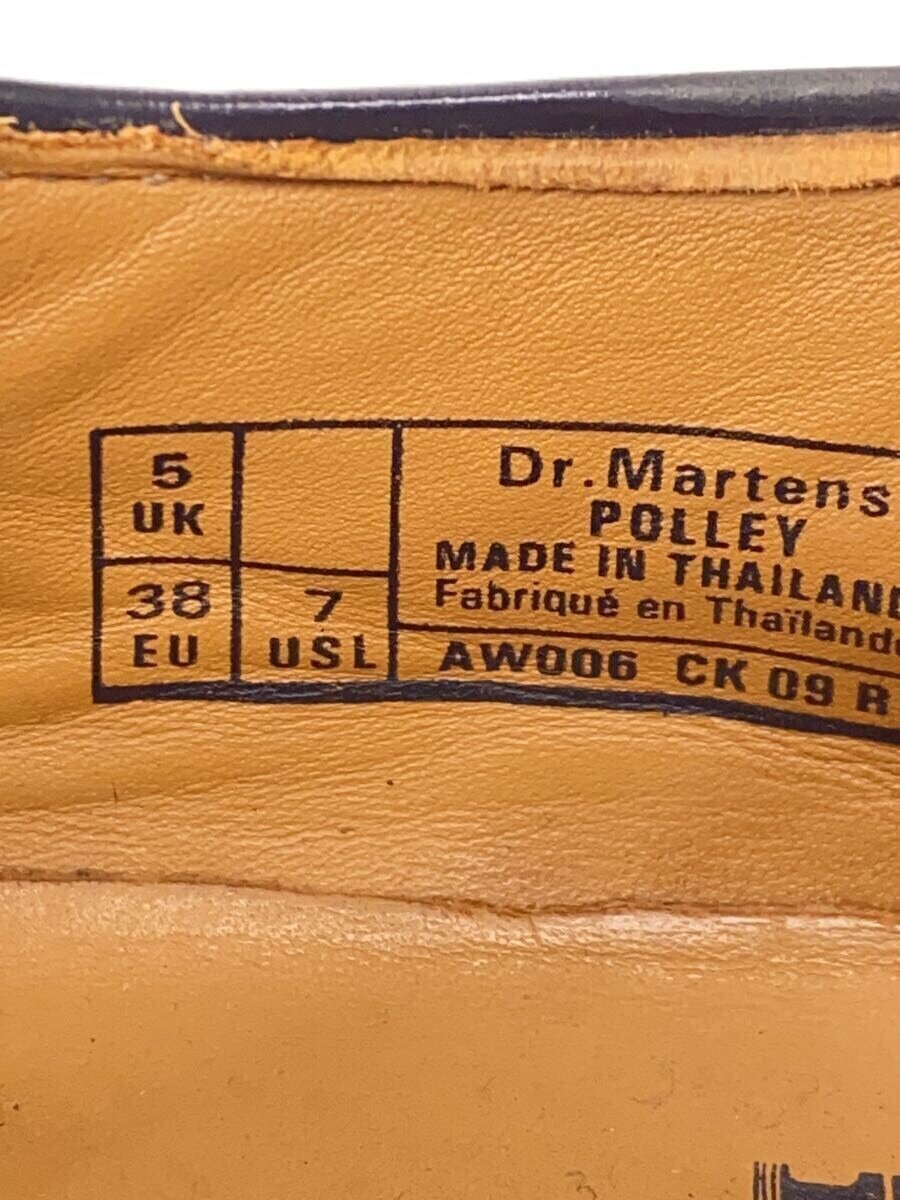 5
UK
38
EU
7
USL
Dr.Martens
POLLEY
MADE IN THAILAND
Fabriqué en Thaïlande
AW006 CK 09 R